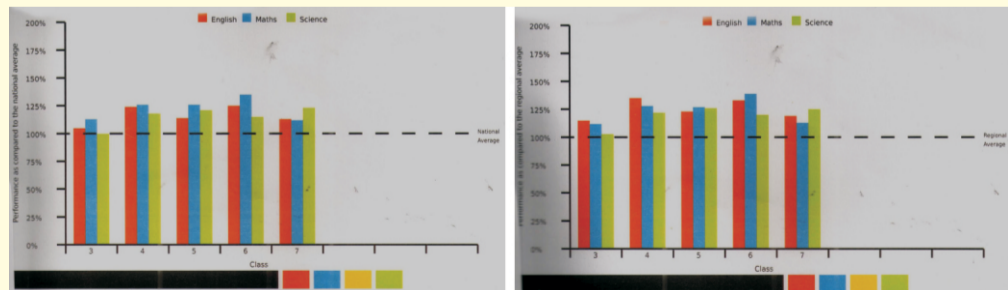 English Maths Science
200%
175%
150%
125%
100%
75%
50%
25%
0%
Performance as compared to the national average
National
Average
3 4 5 6 7
Class
English Maths Science
200%
175%
150%
125%
100%
75%
50%
25%
0%
Performance as compared to the regional average
Regional
Average
3 4 5 6 7
Class